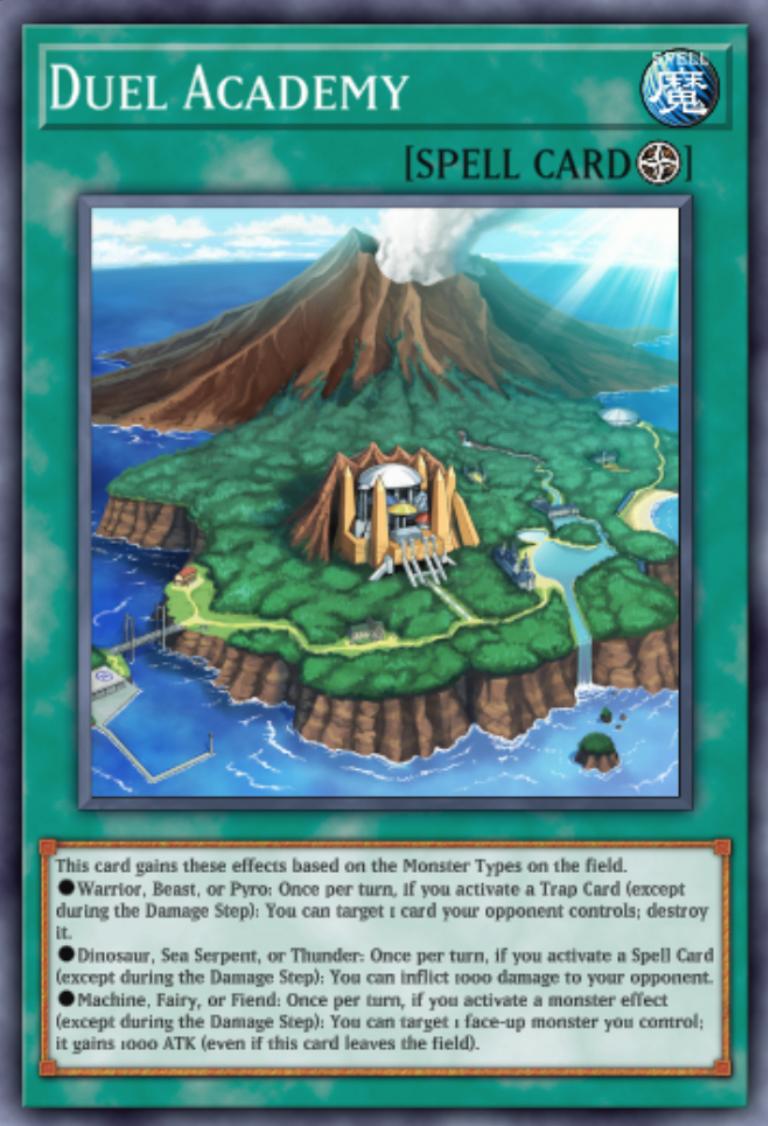 DUEL ACADEMY
SPELL
魔
[SPELL CARD]
This card gains these effects based on the Monster Types on the field.
●Warrior, Beast, or Pyro: Once per turn, if you activate a Trap Card (except
during the Damage Step): You can target 1 card your opponent controls; destroy
it.
●Dinosaur, Sea Serpent, or Thunder: Once per turn, if you activate a Spell Card
(except during the Damage Step): You can inflict 1000 damage to your opponent.
●Machine, Fairy, or Fiend: Once per turn, if you activate a monster effect
(except during the Damage Step): You can target 1 face-up monster you control;
it gains 1000 ATK (even if this card leaves the field).